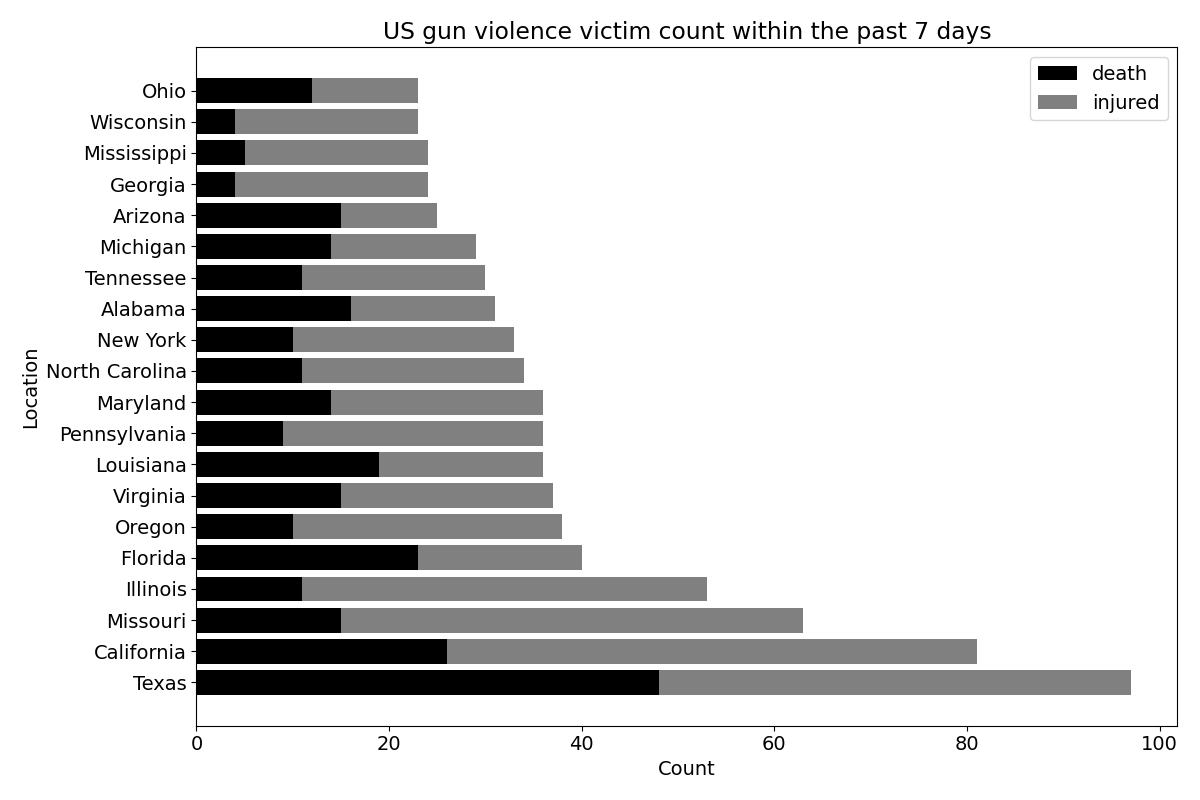 US gun violence victim count within the past 7 days
death
injured
Ohio
Wisconsin
Mississippi
Georgia
Arizona
Michigan
Tennessee
Alabama
New York
North Carolina
Maryland
Pennsylvania
Louisiana
Virginia
Oregon
Florida
Illinois
Missouri
California
Texas
Location
0 20 40 60 80 100
Count